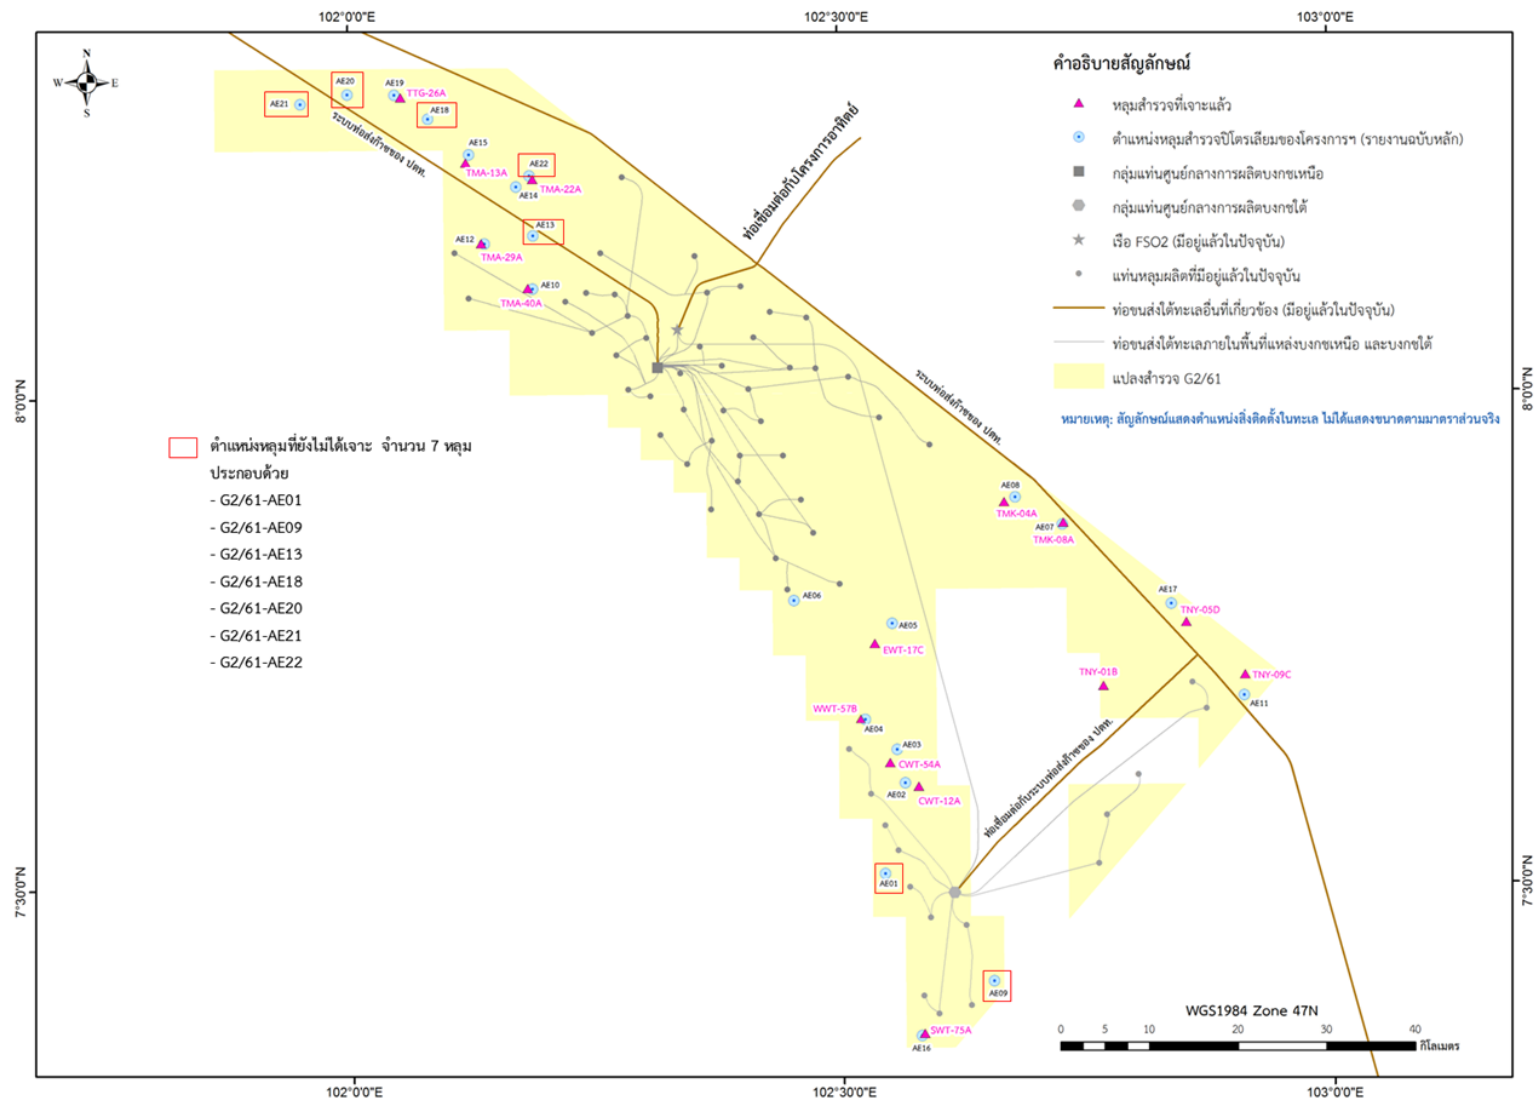 102°0'0"E
102°30'0"E
103°0'0"E
N
W
E
S
8°0'0"N
7°30'0"N
8°0'0"N
7°30'0"N
AE21
AE20
AE19
TTG-26A
AE18
ระบบท่อส่งก๊าซของ ปตท.
AE15
TMA-13A
AE22
TMA-22A
AE14
AE13
AE12
TMA-29A
AE10
TMA-40A
ท่อเชื่อมต่อกับโครงการอาทิตย์
ระบบท่อส่งก๊าซของ ปตท.
AE08
TMK-04A
AE07
TMK-08A
AE06
AE05
EWT-17C
AE17
TNY-05D
TNY-01B
TNY-09C
AE11
WWT-57B
AE04
AE03
CWT-54A
AE02
CWT-12A
ท่อเชื่อมต่อกับระบบท่อส่งก๊าซของ ปตท.
AE01
AE09
SWT-75A
AE16
คำอธิบายสัญลักษณ์
หลุมสำรวจที่เจาะแล้ว
ตำแหน่งหลุมสำรวจปิโตรเลียมของโครงการฯ (รายงานฉบับหลัก)
กลุ่มแท่นศูนย์กลางการผลิตบงกชเหนือ
กลุ่มแท่นศูนย์กลางการผลิตบงกชใต้
เรือ FSO2 (มีอยู่แล้วในปัจจุบัน)
แท่นหลุมผลิตที่มีอยู่แล้วในปัจจุบัน
ท่อขนส่งใต้ทะเลอื่นที่เกี่ยวข้อง (มีอยู่แล้วในปัจจุบัน)
ท่อขนส่งใต้ทะเลภายในพื้นที่แหล่งบงกชเหนือ และบงกชใต้
แปลงสำรวจ G2/61
หมายเหตุ: สัญลักษณ์แสดงตำแหน่งสิ่งติดตั้งในทะเล ไม่ได้แสดงขนาดตามมาตราส่วนจริง
ตำแหน่งหลุมที่ยังไม่ได้เจาะ จำนวน 7 หลุม
ประกอบด้วย
- G2/61-AE01
- G2/61-AE09
- G2/61-AE13
- G2/61-AE18
- G2/61-AE20
- G2/61-AE21
- G2/61-AE22
WGS1984 Zone 47N
0 5 10 20 30 40
กิโลเมตร
102°0'0"E
102°30'0"E
103°0'0"E